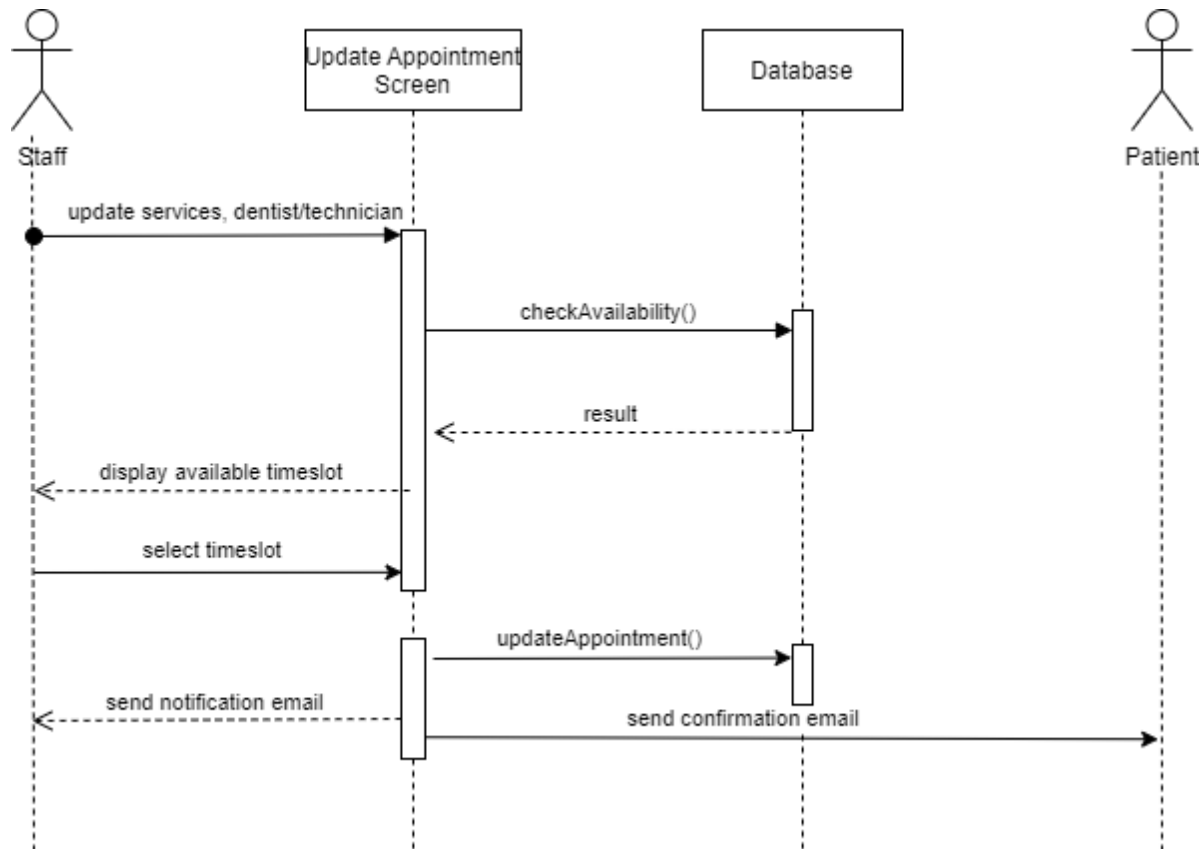 Update Appointment
Screen
Database
Staff
Patient
update services, dentist/technician
checkAvailability()
result
display available timeslot
select timeslot
updateAppointment()
send notification email
send confirmation email